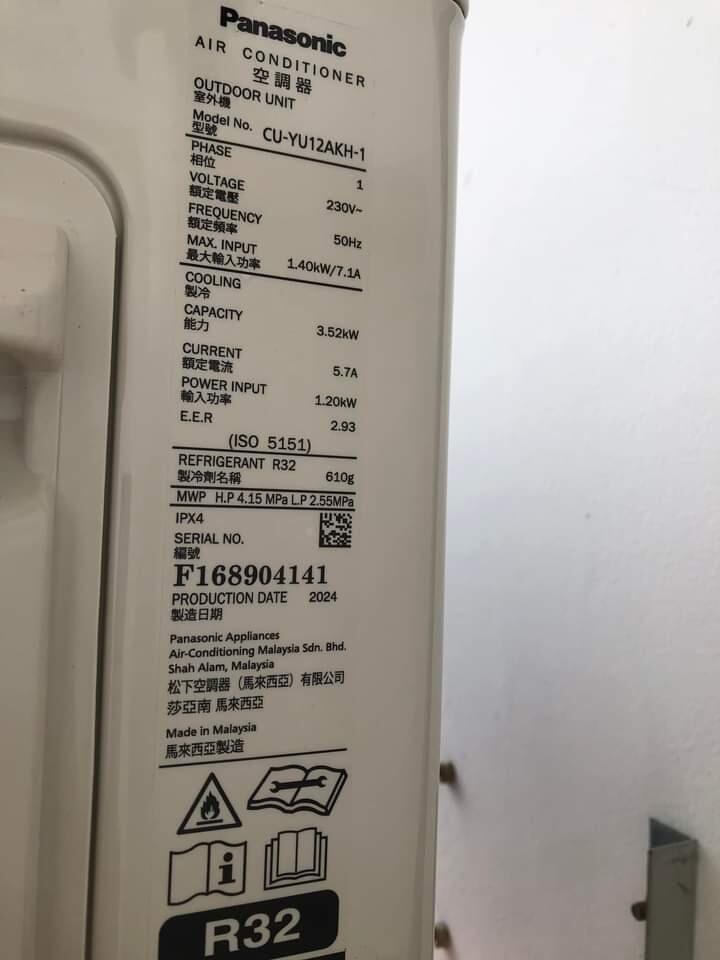 Panasonic
AIR CONDITIONER
空調器
OUTDOOR UNIT
室外機
Model No. CU-YU12AKH-1
型號
PHASE 1
相位
VOLTAGE 230V~
額定電壓
FREQUENCY 50Hz
額定頻率
MAX. INPUT 1.40kW/7.1A
最大輸入功率
COOLING
製冷
CAPACITY 3.52kW
能力
CURRENT 5.7A
額定電流
POWER INPUT 1.20kW
輸入功率
E.E.R 2.93
(ISO 5151)
REFRIGERANT R32 610g
製冷劑名稱
MWP H.P 4.15 MPa L.P 2.55MPa
IPX4
SERIAL NO.
編號
F168904141
PRODUCTION DATE 2024
製造日期
Panasonic Appliances
Air-Conditioning Malaysia Sdn. Bhd.
Shah Alam, Malaysia
松下空調器（馬來西亞）有限公司
莎亞南 馬來西亞
Made in Malaysia
馬來西亞製造
i
R32